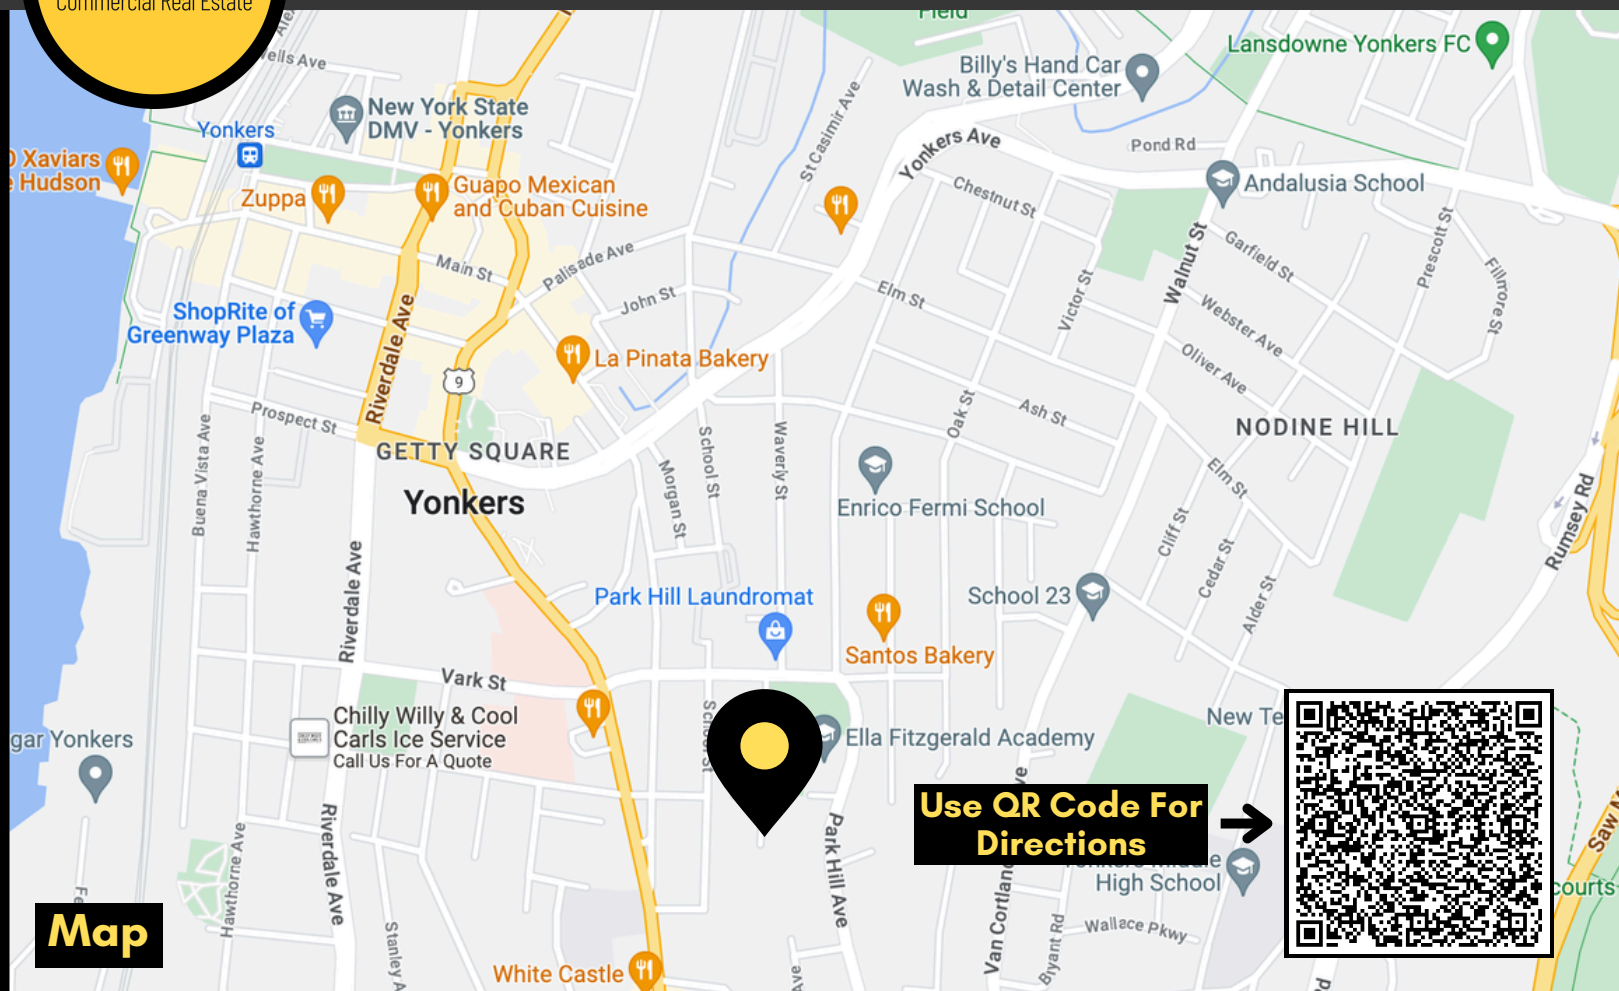 Commercial Real Estate
Field
Lansdowne Yonkers FC
Billy's Hand Car
Wash & Detail Center
New York State
DMV - Yonkers
Yonkers
St Casimir Ave
Yonkers Ave
Pond Rd
Xaviars
Hudson
Zuppa
Guapo Mexican
and Cuban Cuisine
Chestnut St
Andalusia School
Main St
Palisade Ave
John St
Elm St
Victor St
Walnut St
Garfield St
Prescott St
Fillmore St
Webster Ave
Oliver Ave
ShopRite of
Greenway Plaza
Riverdale Ave
La Pinata Bakery
9
Prospect St
GETTY SQUARE
Yonkers
Buena Vista Ave
Hawthorne Ave
School St
Waverly St
Morgan St
Oak St
Ash St
NODINE HILL
Enrico Fermi School
Elm St
Cliff St
Cedar St
Alder St
Rumsey Rd
Riverdale Ave
Park Hill Laundromat
School 23
Santos Bakery
Vark St
Chilly Willy & Cool
Carls Ice Service
Call Us For A Quote
gar Yonkers
School St
Ella Fitzgerald Academy
New Te
Use QR Code For
Directions
Middle
High School
Riverdale Ave
Hawthorne Ave
Park Hill Ave
Van Cortlan
Bryant Rd
Wallace Pkwy
Saw M
courts
Stanley A
Map
White Castle
Ave